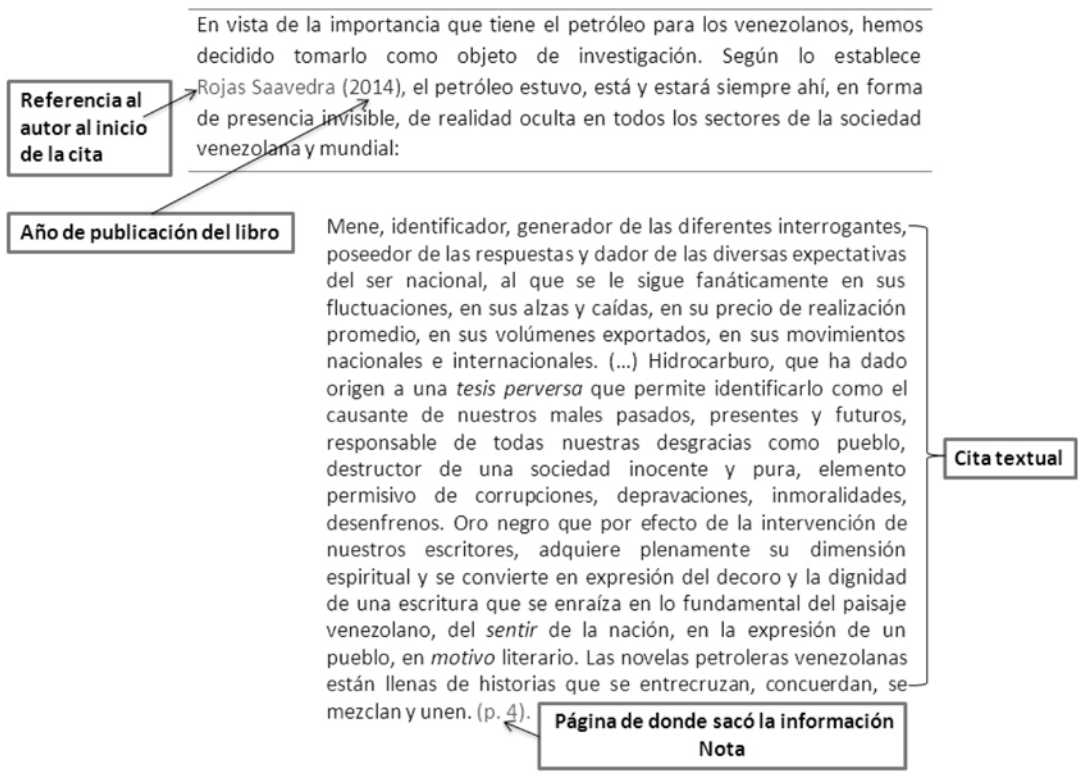 En vista de la importancia que tiene el petróleo para los venezolanos, hemos
decidido tomarlo como objeto de investigación. Según lo establece
Rojas Saavedra (2014), el petróleo estuvo, está y estará siempre ahí, en forma
de presencia invisible, de realidad oculta en todos los sectores de la sociedad
venezolana y mundial:
Referencia al
autor al inicio
de la cita
Año de publicación del libro
Mene, identificador, generador de las diferentes interrogantes,
poseedor de las respuestas y dador de las diversas expectativas
del ser nacional, al que se le sigue fanáticamente en sus
fluctuaciones, en sus alzas y caídas, en su precio de realización
promedio, en sus volúmenes exportados, en sus movimientos
nacionales e internacionales. (...) Hidrocarburo, que ha dado
origen a una tesis perversa que permite identificarlo como el
causante de nuestros males pasados, presentes y futuros,
responsable de todas nuestras desgracias como pueblo,
destructor de una sociedad inocente y pura, elemento
permisivo de corrupciones, depravaciones, inmoralidades,
desenfrenos. Oro negro que por efecto de la intervención de
nuestros escritores, adquiere plenamente su dimensión
espiritual y se convierte en expresión del decoro y la dignidad
de una escritura que se enraíza en lo fundamental del paisaje
venezolano, del sentir de la nación, en la expresión de un
pueblo, en motivo literario. Las novelas petroleras venezolanas
están llenas de historias que se entrecruzan, concuerdan, se
mezclan y unen. (p. 4).
Cita textual
Página de donde sacó la información
Nota